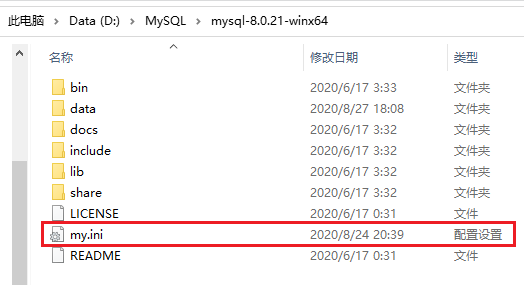 此电脑 > Data (D:) > MySQL > mysql-8.0.21-winx64
名称 修改日期 类型
bin 2020/6/17 3:33 文件夹
data 2020/8/27 18:08 文件夹
docs 2020/6/17 3:32 文件夹
include 2020/6/17 3:32 文件夹
lib 2020/6/17 3:32 文件夹
share 2020/6/17 3:32 文件夹
LICENSE 2020/6/17 0:31 文件
my.ini 2020/8/24 20:39 配置设置
README 2020/6/17 0:31 文件